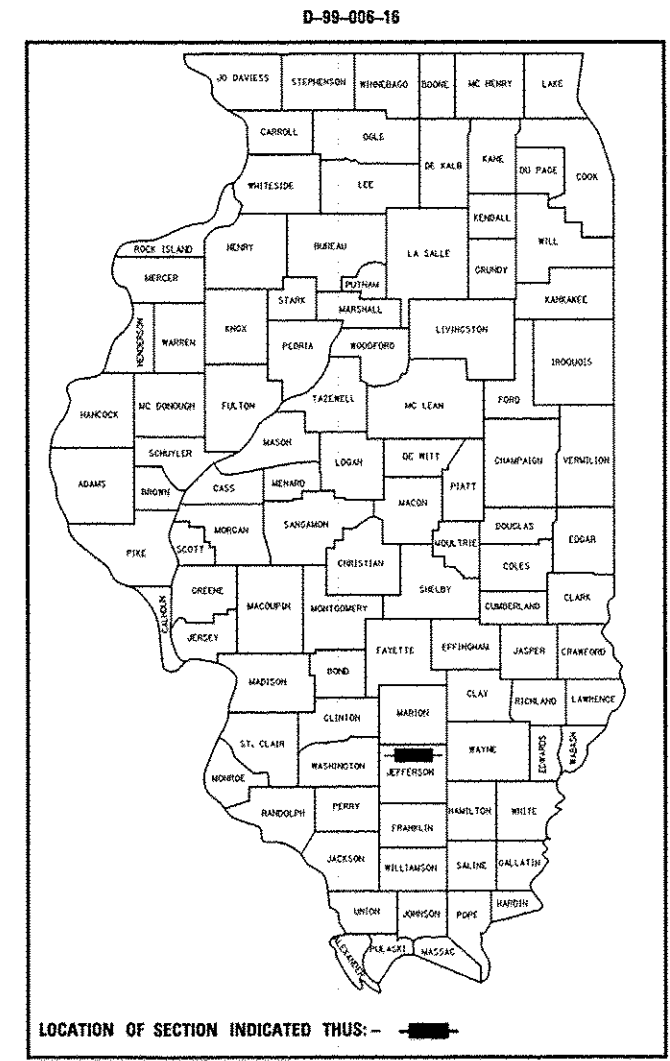 D-99-006-16
JO DAVIESS STEPHENSON WINNEBAGO BOONE MC HENRY LAKE
CARROLL OGLE DE KALB KANE DU PAGE COOK
WHITESIDE LEE KENDALL WILL
ROCK ISLAND HENRY BUREAU LA SALLE GRUNDY
MERCER PUTNAM KANKAKEE
STARK MARSHALL
HENDERSON WARREN KNOX PEORIA WOODFORD LIVINGSTON IROQUOIS
HANCOCK MC DONOUGH FULTON TAZEWELL MC LEAN FORD
MASON
SCHUYLER LOGAN DE WITT CHAMPAIGN VERMILION
ADAMS BROWN CASS MENARD MACON PIATT
PIKE SCOTT MORGAN SANGAMON DOUGLAS EDGAR
MOULTRIE
CHRISTIAN COLES
CALHOUN GREENE MACOUPIN MONTGOMERY SHELBY CUMBERLAND CLARK
JERSEY
FAYETTE EFFINGHAM JASPER CRAWFORD
MADISON BOND
CLAY RICHLAND LAWRENCE
CLINTON MARION
ST. CLAIR WAYNE EDWARDS WABASH
MONROE WASHINGTON JEFFERSON
RANDOLPH PERRY HAMILTON WHITE
FRANKLIN
JACKSON WILLIAMSON SALINE GALLATIN
UNION JOHNSON POPE HARDIN
ALEXANDER PULASKI MASSAC
LOCATION OF SECTION INDICATED THUS: –